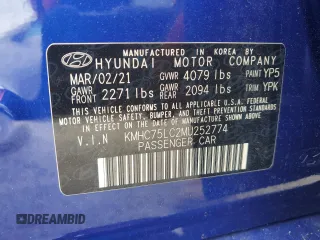 MANUFACTURED IN KOREA BY
HYUNDAI MOTOR COMPANY
MAR/02/21 GVWR 4079 lbs PAINT YP5
GAWR FRONT 2271 lbs GAWR REAR 2094 lbs TRIM YPK
THIS VEHICLE CONFORMS TO ALL APPLICABLE U.S. FEDERAL
MOTOR VEHICLE SAFETY, BUMPER, AND THEFT PREVENTION
STANDARDS IN EFFECT ON THE DATE OF MANUFACTURE SHOWN ABOVE.
V.I.N KMHC75LC2MU252774
PASSENGER CAR
DREAMBID